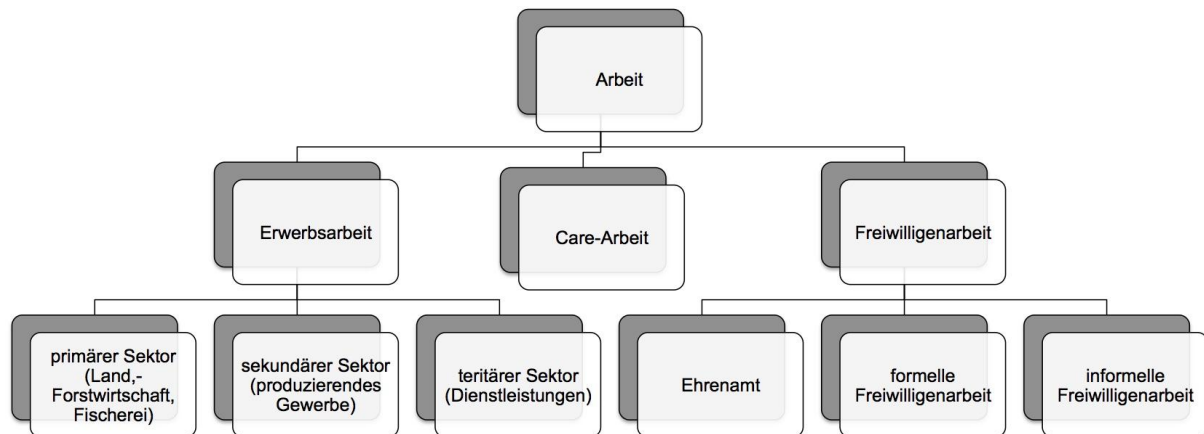 Arbeit
Erwerbsarbeit
Care-Arbeit
Freiwilligenarbeit
primärer Sektor
(Land,-
Forstwirtschaft,
Fischerei)
sekundärer Sektor
(produzierendes
Gewerbe)
teritärer Sektor
(Dienstleistungen)
Ehrenamt
formelle
Freiwilligenarbeit
informelle
Freiwilligenarbeit